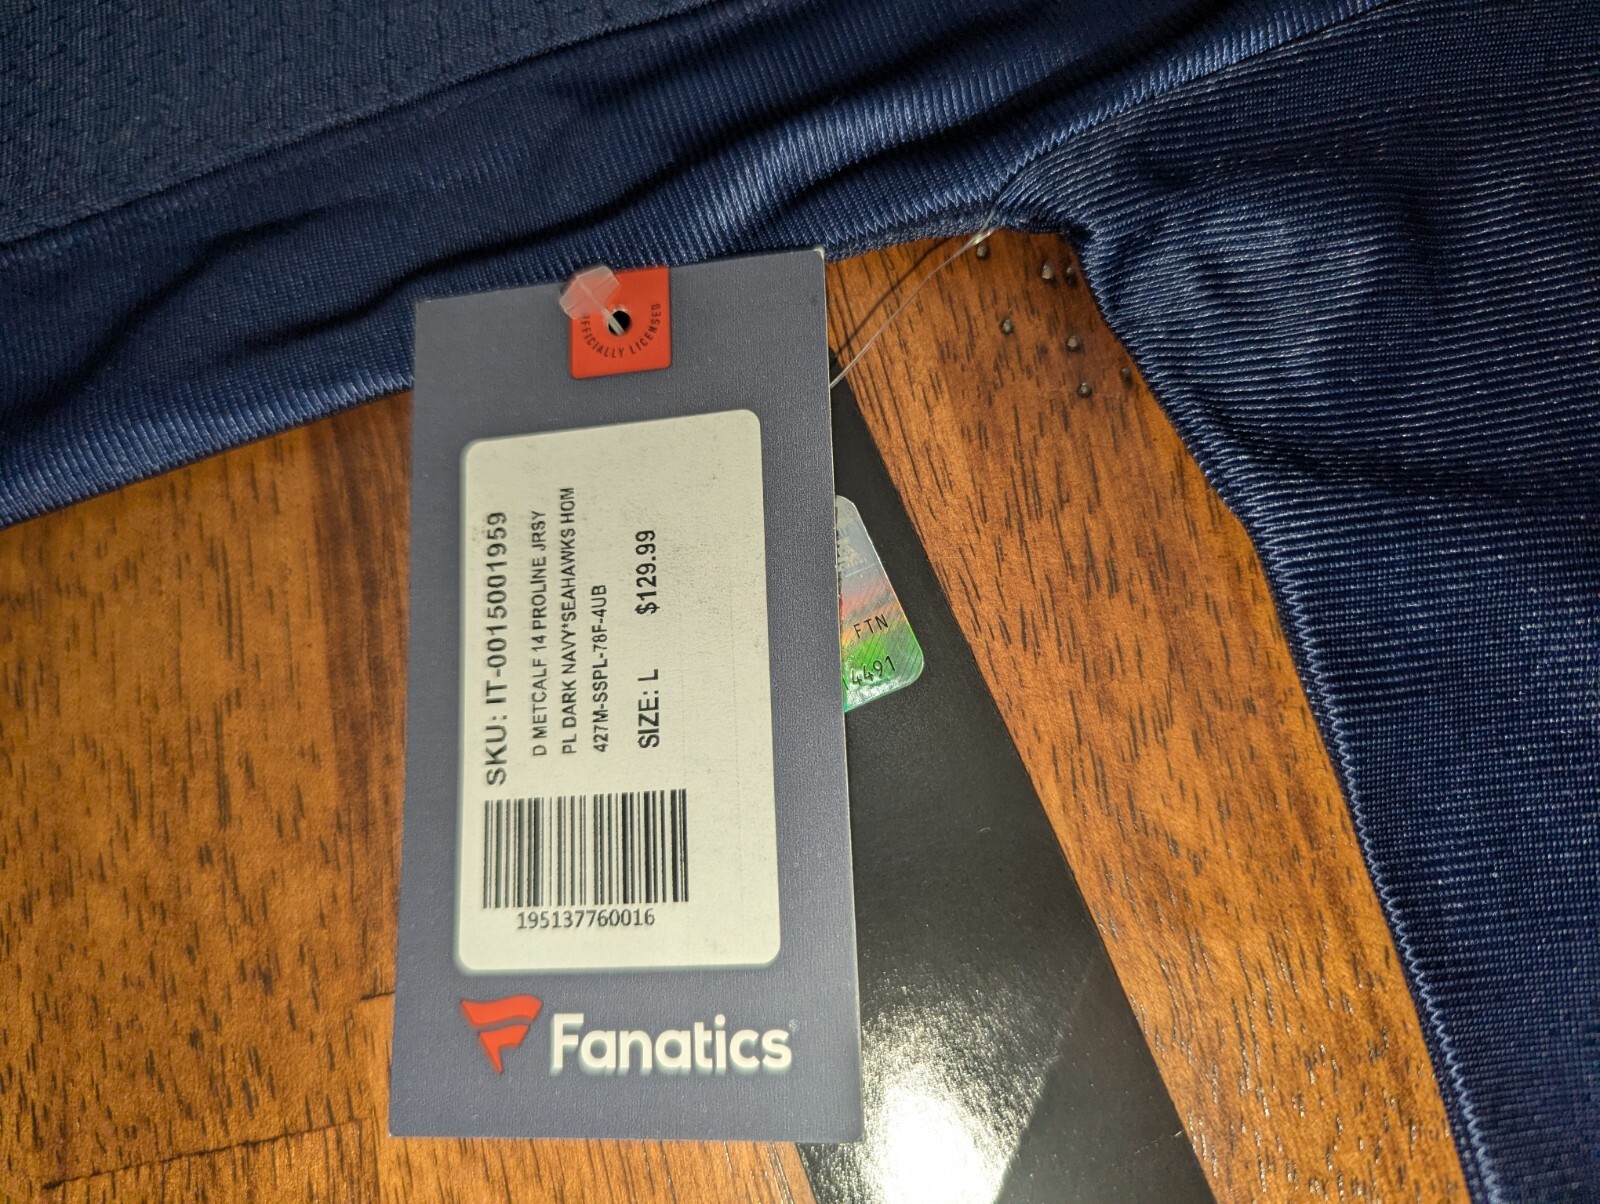 OFFICIALLY LICENSED
SKU: IT-0015001959
D METCALF 14 PROLINE JRSY
PL DARK NAVY*SEAHAWKS HOM
427M-SSPL-78F-4UB
SIZE: L $129.99
195137760016
Fanatics
FTN
4491